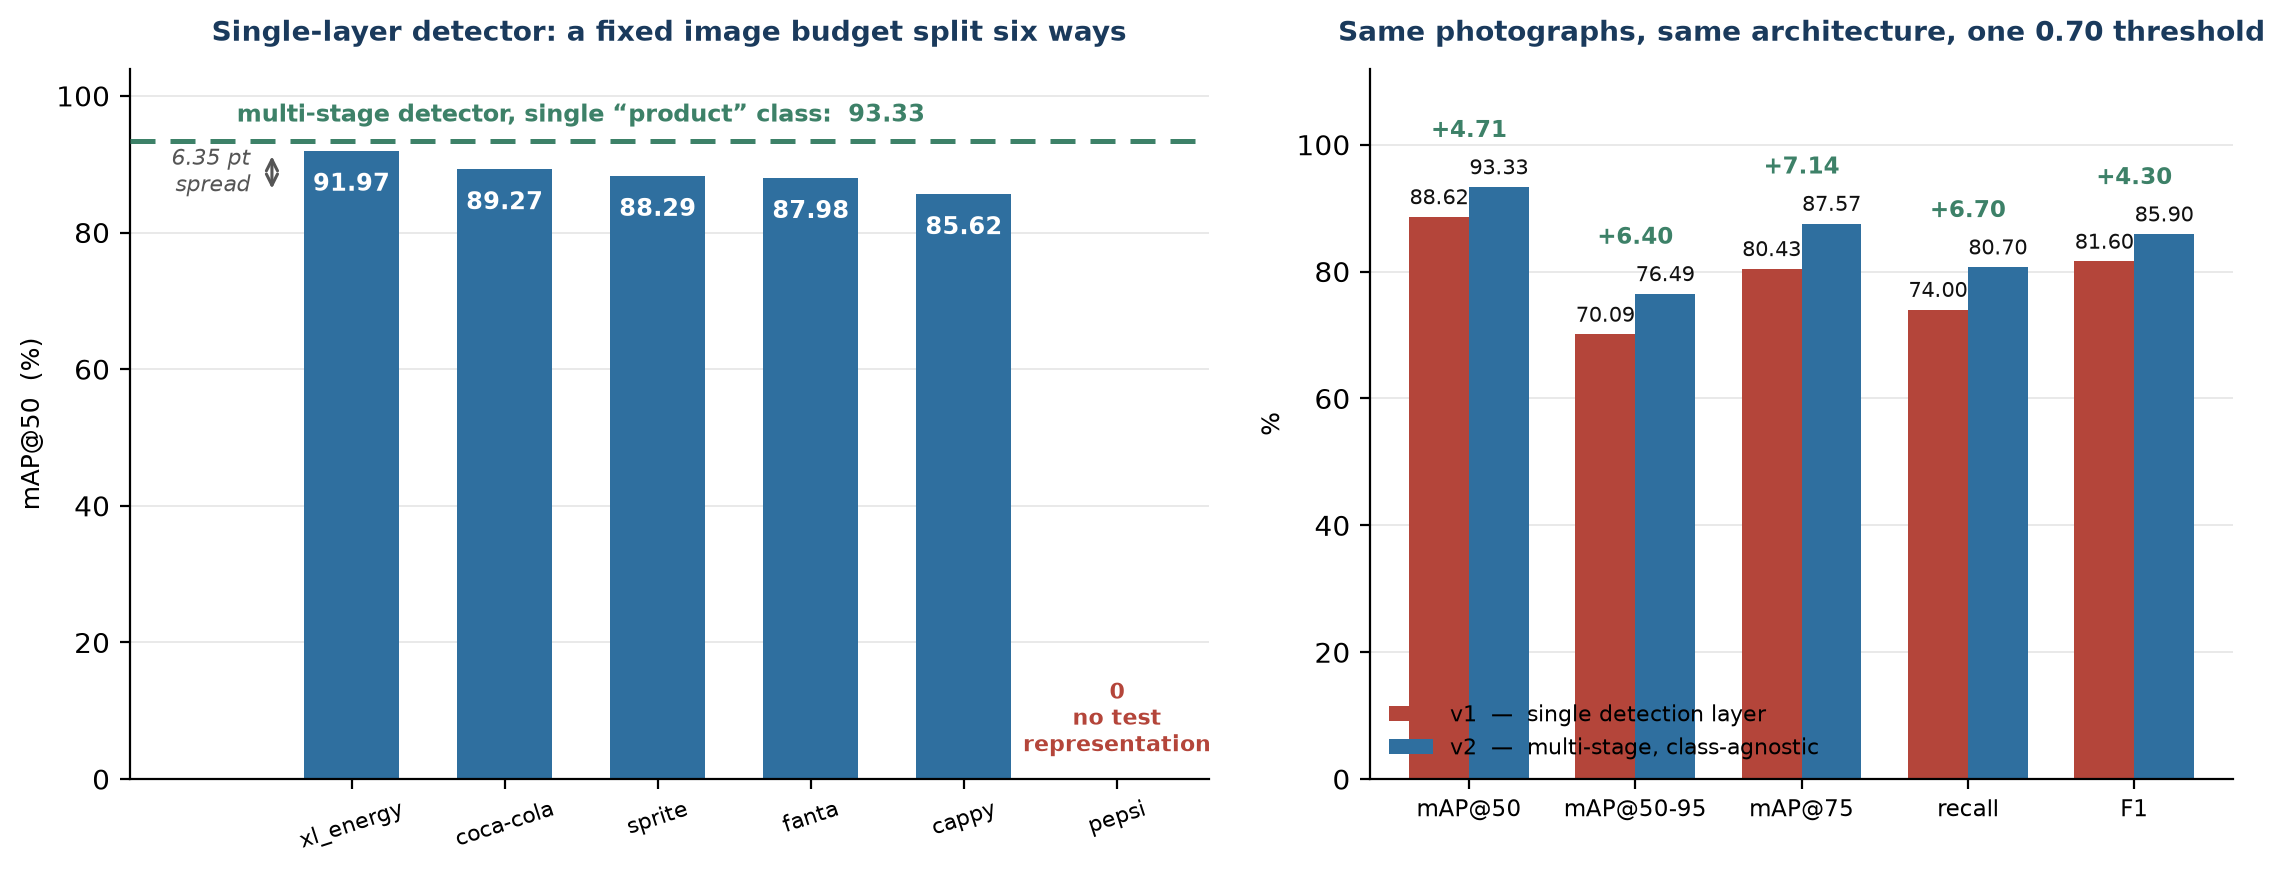 Single-layer detector: a fixed image budget split six ways
mAP@50 (%)
100
80
60
40
20
0
multi-stage detector, single “product” class: 93.33
6.35 pt
spread
91.97
89.27
88.29
87.98
85.62
0
no test
representation
xl_energy
coca-cola
sprite
fanta
cappy
pepsi
Same photographs, same architecture, one 0.70 threshold
%
100
80
60
40
20
0
+4.71
88.62
93.33
+6.40
70.09
76.49
+7.14
80.43
87.57
+6.70
74.00
80.70
+4.30
81.60
85.90
v1 — single detection layer
v2 — multi-stage, class-agnostic
mAP@50
mAP@50-95
mAP@75
recall
F1